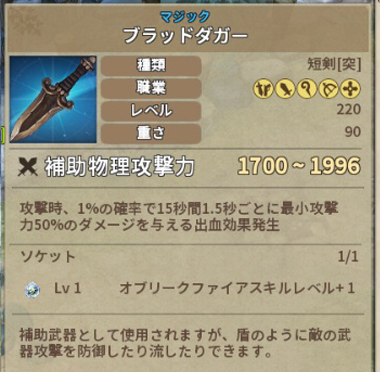 マジック
ブラッドダガー
種類 短剣[突]
職業
レベル 220
重さ 90
補助物理攻撃力 1700 ~ 1996
攻撃時、1%の確率で15秒間1.5秒ごとに最小攻撃
力50%のダメージを与える出血効果発生
ソケット 1/1
Lv 1 オブリークファイアスキルレベル+ 1
補助武器として使用されますが、盾のように敵の武
器攻撃を防御したり流したりできます。